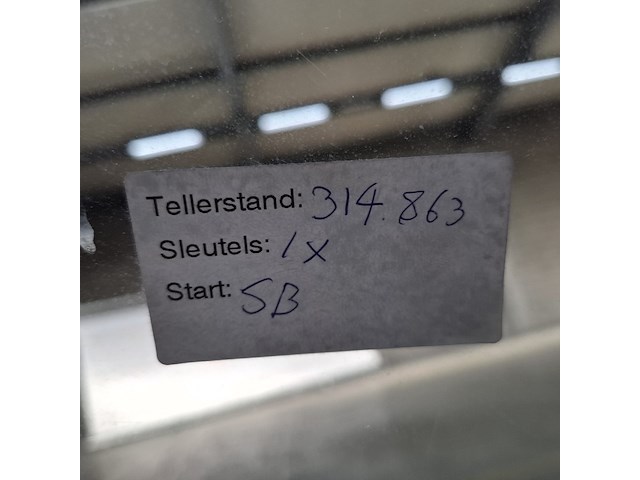 Tellerstand: 314.863
Sleutels: 1x
Start: SB